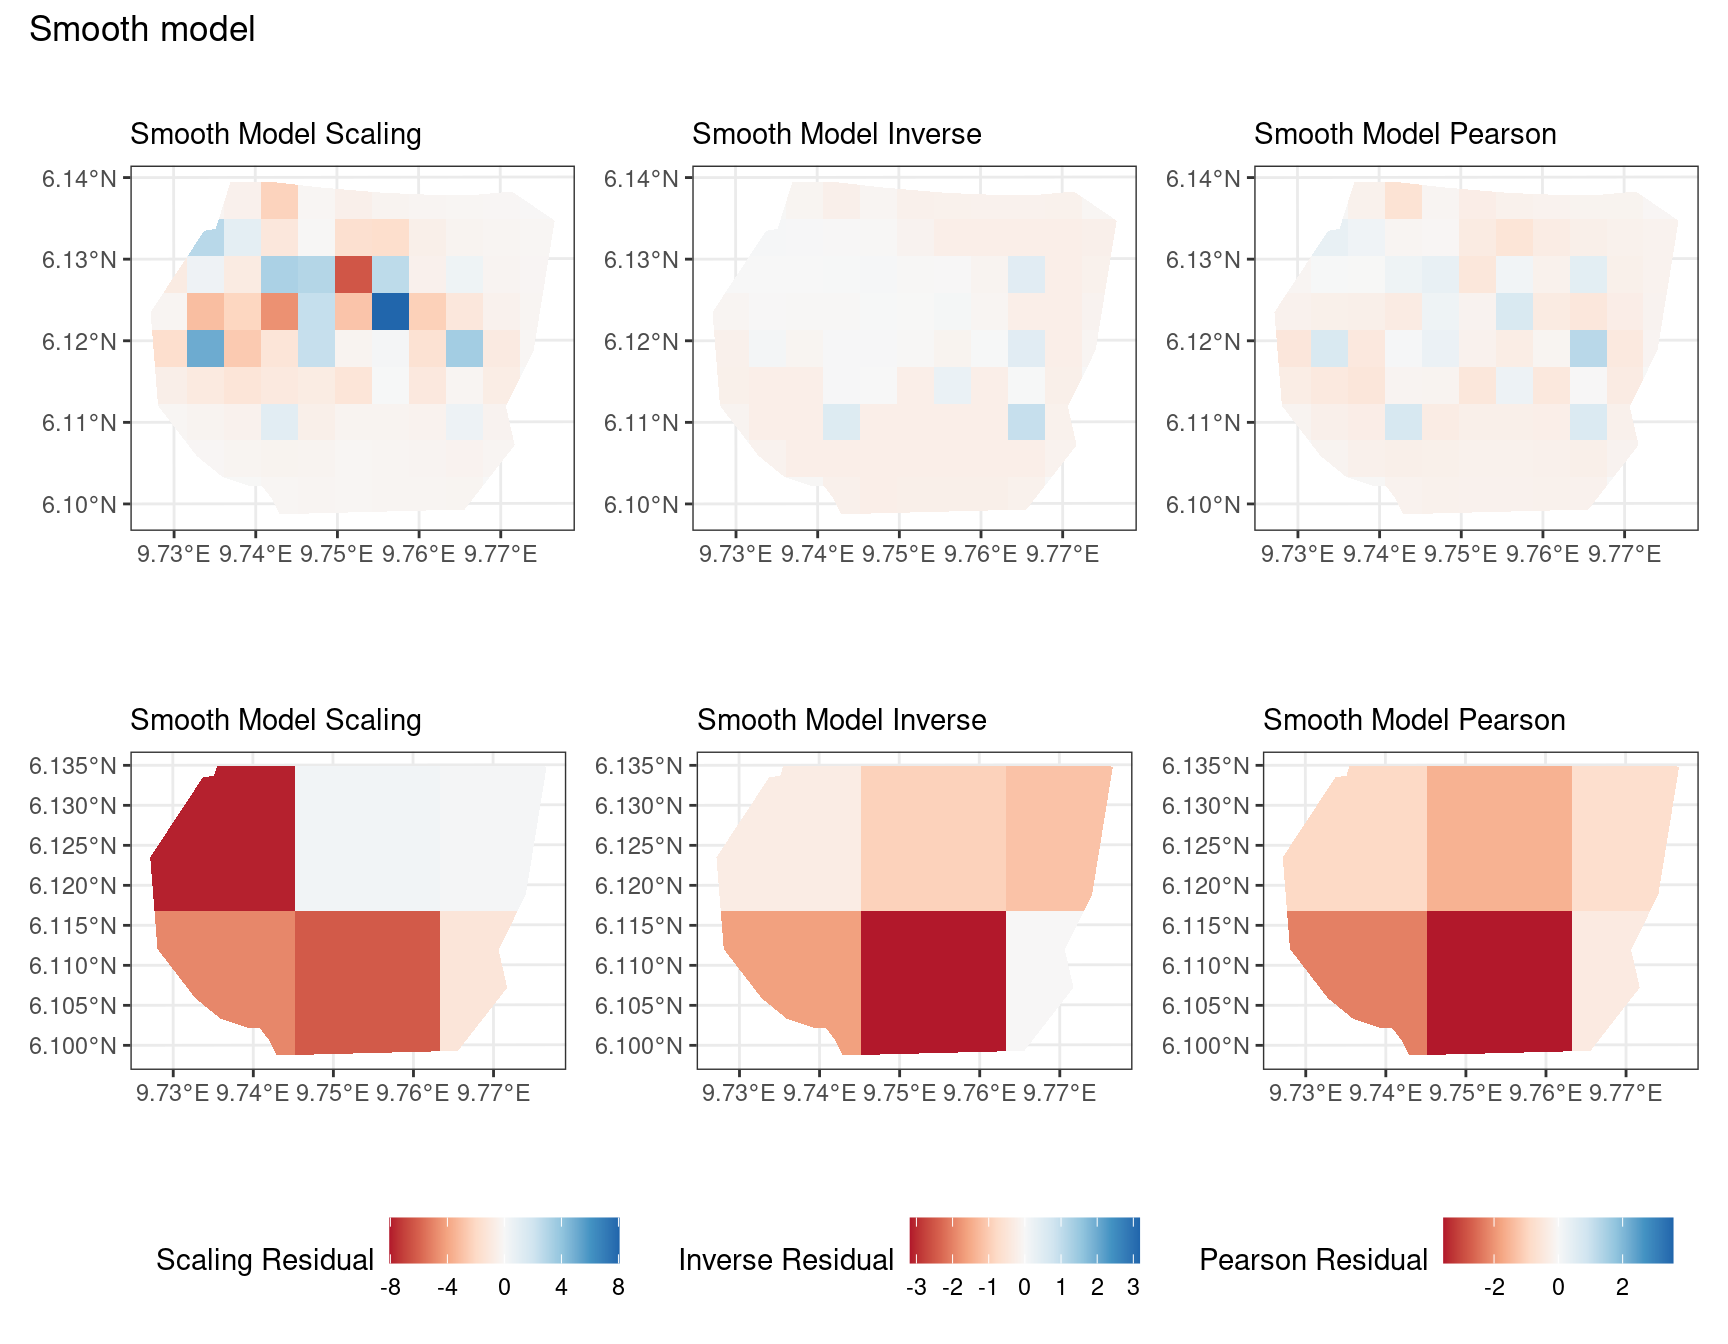 Smooth model
Smooth Model Scaling
Smooth Model Inverse
Smooth Model Pearson
6.14°N
6.13°N
6.12°N
6.11°N
6.10°N
9.73°E 9.74°E 9.75°E 9.76°E 9.77°E
6.14°N
6.13°N
6.12°N
6.11°N
6.10°N
9.73°E 9.74°E 9.75°E 9.76°E 9.77°E
6.14°N
6.13°N
6.12°N
6.11°N
6.10°N
9.73°E 9.74°E 9.75°E 9.76°E 9.77°E
Smooth Model Scaling
Smooth Model Inverse
Smooth Model Pearson
6.135°N
6.130°N
6.125°N
6.120°N
6.115°N
6.110°N
6.105°N
6.100°N
9.73°E 9.74°E 9.75°E 9.76°E 9.77°E
6.135°N
6.130°N
6.125°N
6.120°N
6.115°N
6.110°N
6.105°N
6.100°N
9.73°E 9.74°E 9.75°E 9.76°E 9.77°E
6.135°N
6.130°N
6.125°N
6.120°N
6.115°N
6.110°N
6.105°N
6.100°N
9.73°E 9.74°E 9.75°E 9.76°E 9.77°E
Scaling Residual
-8 -4 0 4 8
Inverse Residual
-3 -2 -1 0 1 2 3
Pearson Residual
-2 0 2